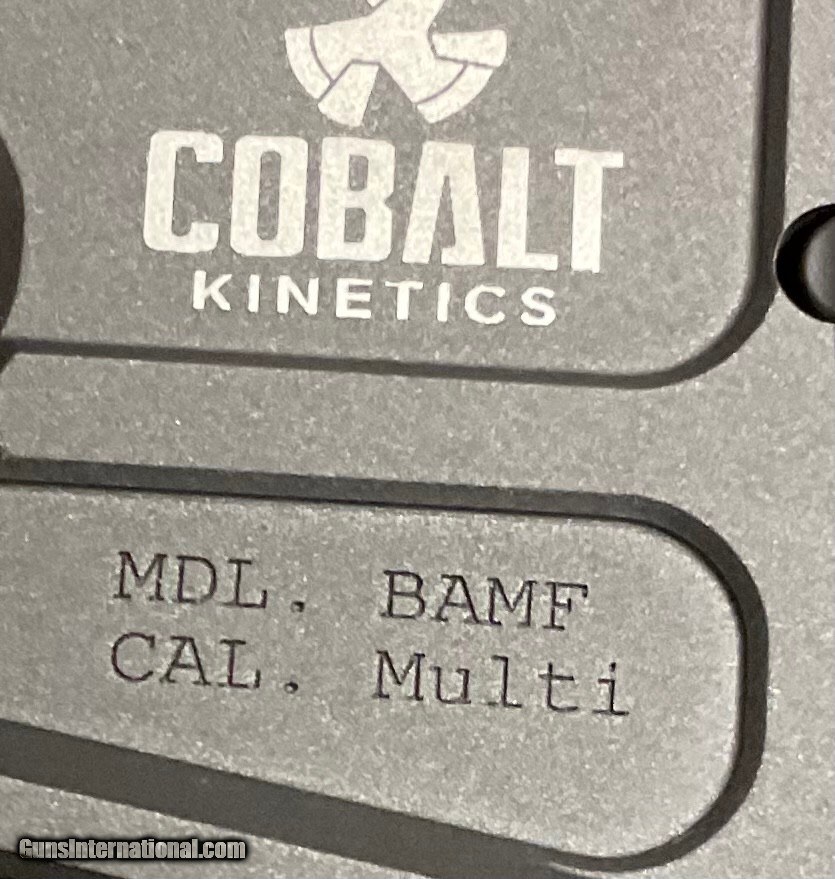 COBALT
KINETICS
MDL. BAMF
CAL. Multi
GunsInternational.com